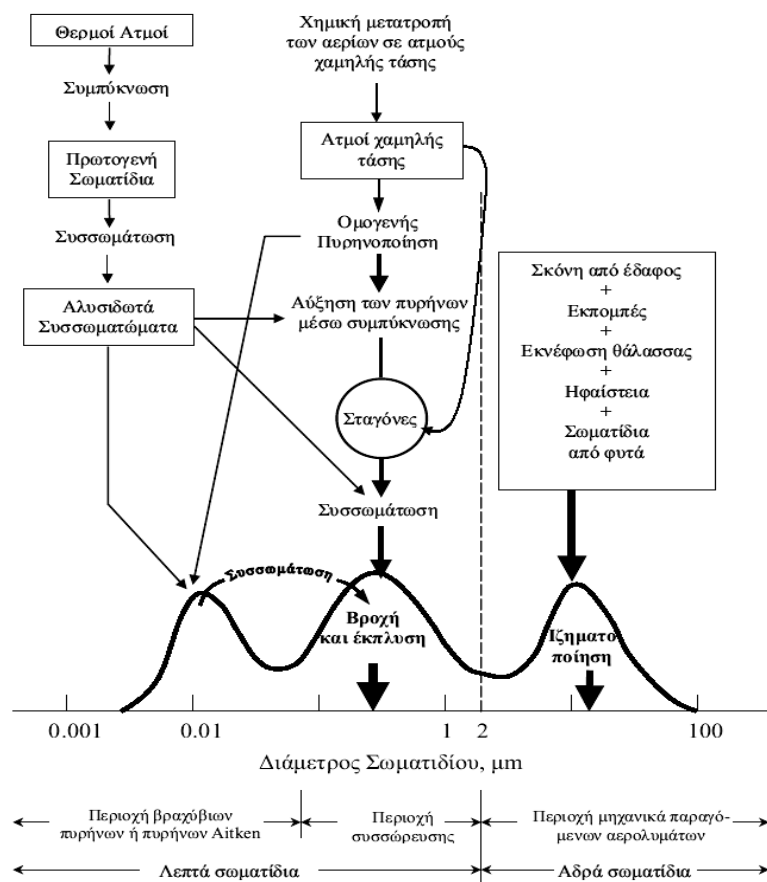 Θερμοί Ατμοί
Συμπύκνωση
Πρωτογενή
Σωματίδια
Συσσωμάτωση
Αλυσιδωτά
Συσσωματώματα
Χημική μετατροπή
των αερίων σε ατμούς
χαμηλής τάσης
Ατμοί χαμηλής
τάσης
Ομογενής
Πυρηνοποίηση
Αύξηση των πυρήνων
μέσω συμπύκνωσης
Σταγόνες
Συσσωμάτωση
Σκόνη από έδαφος
+
Εκπομπές
+
Εκνέφωση θάλασσας
+
Ηφαίστεια
+
Σωματίδια
από φυτά
Συσσωμάτωση
Βροχή
και έκπλυση
Ιζηματο
ποίηση
0.001 0.01 1 2 100
Διάμετρος Σωματιδίου, μm
Περιοχή βραχύβιων
πυρήνων ή πυρήνων Aitken
Περιοχή
συσσώρευσης
Περιοχή μηχανικά παραγό-
μενων αερολυμάτων
Λεπτά σωματίδια
Αδρά σωματίδια